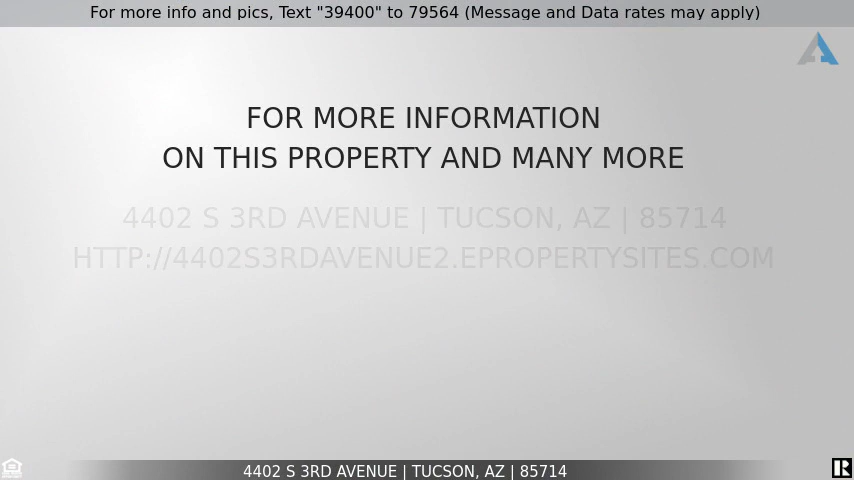 For more info and pics, Text "39400" to 79564 (Message and Data rates may apply)
FOR MORE INFORMATION
ON THIS PROPERTY AND MANY MORE
4402 S 3RD AVENUE | TUCSON, AZ | 85714
HTTP://4402S3RDAVENUE2.EPROPERTYSITES.COM
4402 S 3RD AVENUE | TUCSON, AZ | 85714